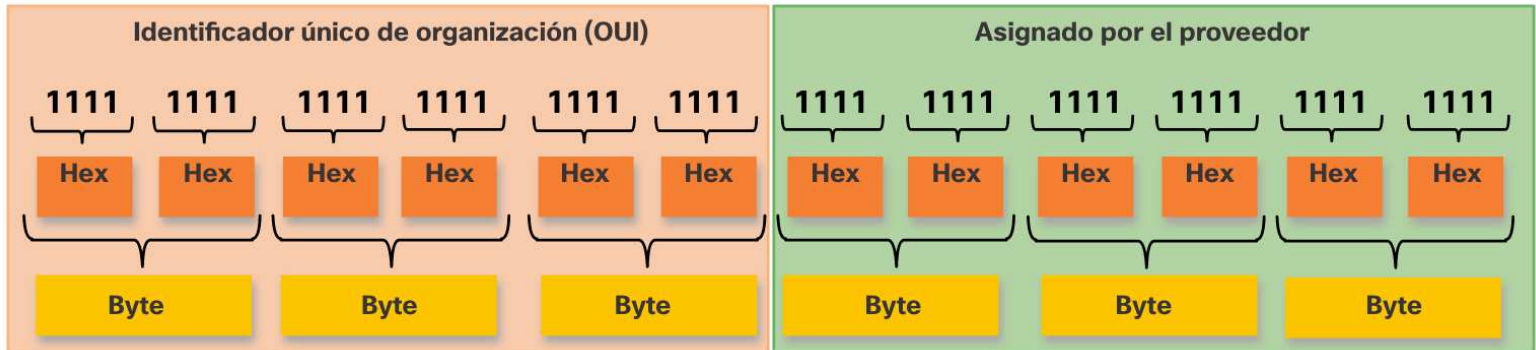 Identificador único de organización (OUI)
Asignado por el proveedor
1111 1111 1111 1111 1111 1111 1111 1111 1111 1111 1111 1111
Hex Hex Hex Hex Hex Hex Hex Hex Hex Hex Hex Hex
Byte Byte Byte Byte Byte Byte